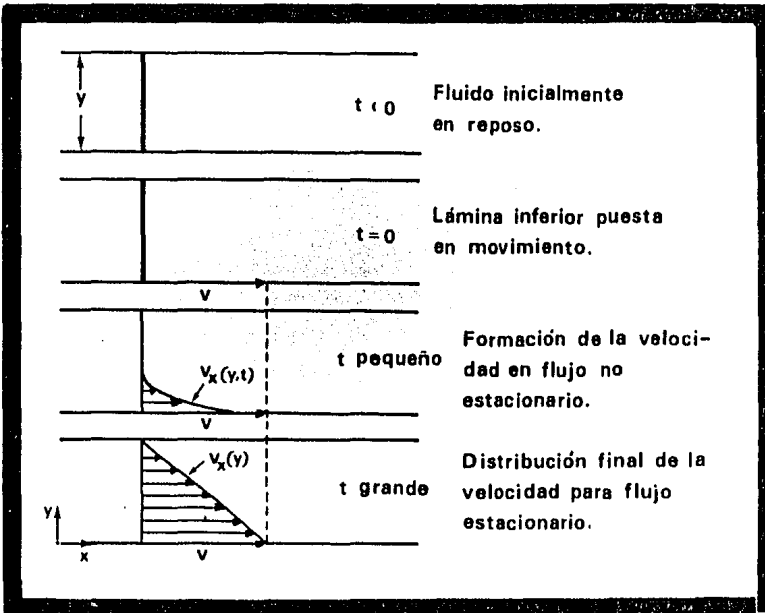 y
t < 0
Fluido inicialmente
en reposo.
t = 0
Lámina inferior puesta
en movimiento.
v
t pequeño
Formación de la veloci-
dad en flujo no
estacionario.
vx(y,t)
v
t grande
Distribución final de la
velocidad para flujo
estacionario.
vx(y)
y
x
v